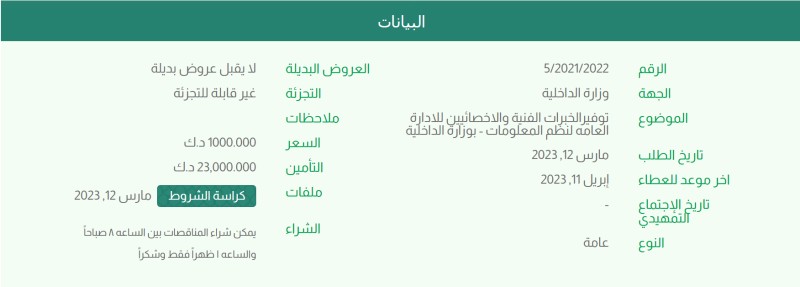 البيانات
الرقم 5/2021/2022
الجهة وزارة الداخلية
الموضوع توفيرالخبرات الفنية والاخصائيين للادارة
العامه لنظم المعلومات - بوزارة الداخلية
تاريخ الطلب مارس 12, 2023
اخر موعد للعطاء إبريل 11, 2023
تاريخ الإجتماع -
التمهيدي
النوع عامة
العروض البديلة لا يقبل عروض بديلة
التجزئة غير قابلة للتجزئة
ملاحظات
السعر 1000.000 د.ك
التأمين 23,000.000 د.ك
ملفات كراسة الشروط مارس 12, 2023
الشراء يمكن شراء المناقصات بين الساعه ٨ صباحاً
والساعه ١ ظهراً فقط وشكراً